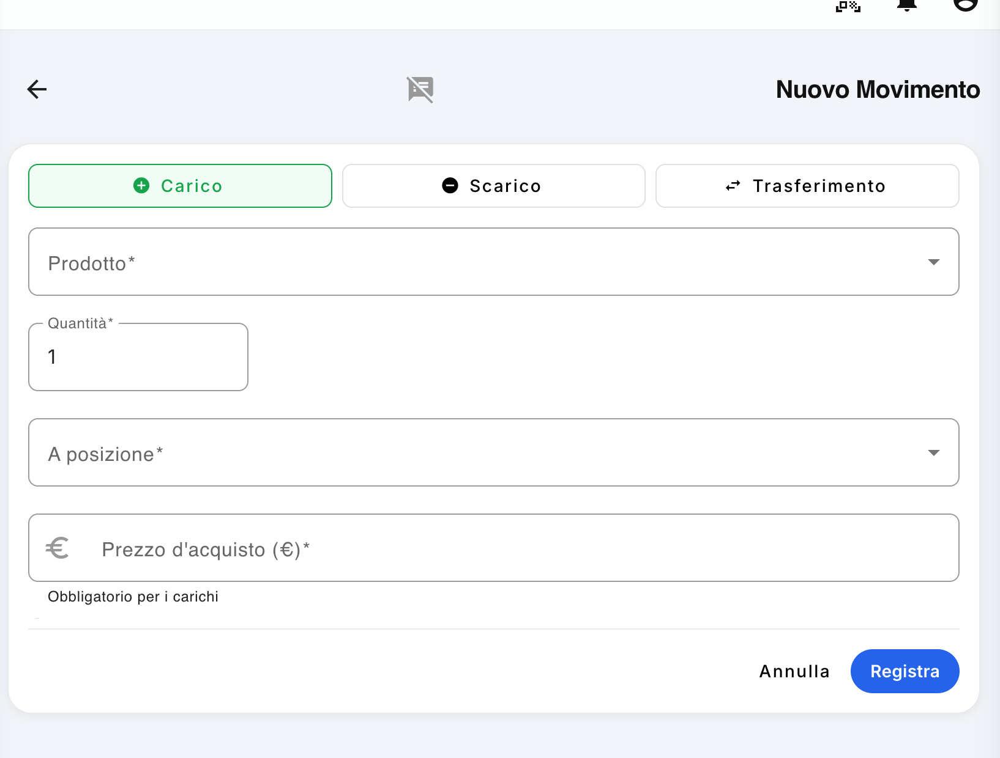 Nuovo Movimento
Carico
Scarico
Trasferimento
Prodotto*
Quantità*
1
A posizione*
€ Prezzo d'acquisto (€)*
Obbligatorio per i carichi
Annulla
Registra